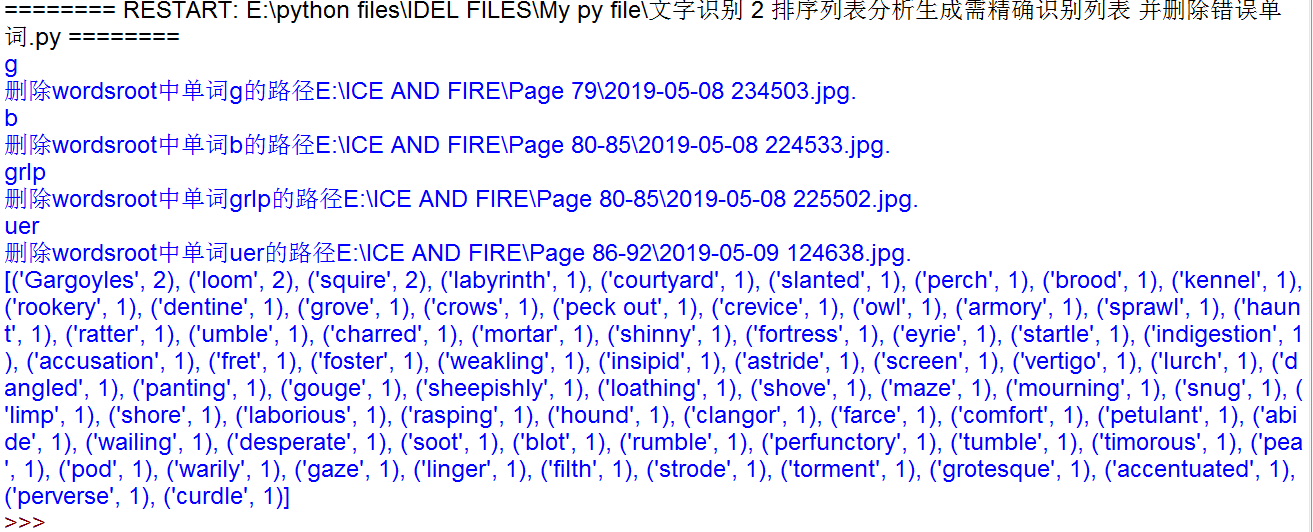 ======== RESTART: E:\python files\IDEL FILES\My py file\文字识别 2 排序列表分析生成需精确识别列表 并删除错误单
词.py ========
g
删除wordsroot中单词g的路径E:\ICE AND FIRE\Page 79\2019-05-08 234503.jpg.
b
删除wordsroot中单词b的路径E:\ICE AND FIRE\Page 80-85\2019-05-08 224533.jpg.
grlp
删除wordsroot中单词grlp的路径E:\ICE AND FIRE\Page 80-85\2019-05-08 225502.jpg.
uer
删除wordsroot中单词uer的路径E:\ICE AND FIRE\Page 86-92\2019-05-09 124638.jpg.
[('Gargoyles', 2), ('loom', 2), ('squire', 2), ('labyrinth', 1), ('courtyard', 1), ('slanted', 1), ('perch', 1), ('brood', 1), ('kennel', 1),
('rookery', 1), ('dentine', 1), ('grove', 1), ('crows', 1), ('peck out', 1), ('crevice', 1), ('owl', 1), ('armory', 1), ('sprawl', 1), ('haun
t', 1), ('ratter', 1), ('umble', 1), ('charred', 1), ('mortar', 1), ('shinny', 1), ('fortress', 1), ('eyrie', 1), ('startle', 1), ('indigestion', 1
), ('accusation', 1), ('fret', 1), ('foster', 1), ('weakling', 1), ('insipid', 1), ('astride', 1), ('screen', 1), ('vertigo', 1), ('lurch', 1), ('d
angled', 1), ('panting', 1), ('gouge', 1), ('sheepishly', 1), ('loathing', 1), ('shove', 1), ('maze', 1), ('mourning', 1), ('snug', 1), (
'limp', 1), ('shore', 1), ('laborious', 1), ('rasping', 1), ('hound', 1), ('clangor', 1), ('farce', 1), ('comfort', 1), ('petulant', 1), ('abi
de', 1), ('wailing', 1), ('desperate', 1), ('soot', 1), ('blot', 1), ('rumble', 1), ('perfunctory', 1), ('tumble', 1), ('timorous', 1), ('pea
', 1), ('pod', 1), ('warily', 1), ('gaze', 1), ('linger', 1), ('filth', 1), ('strode', 1), ('torment', 1), ('grotesque', 1), ('accentuated', 1),
('perverse', 1), ('curdle', 1)]
>>>